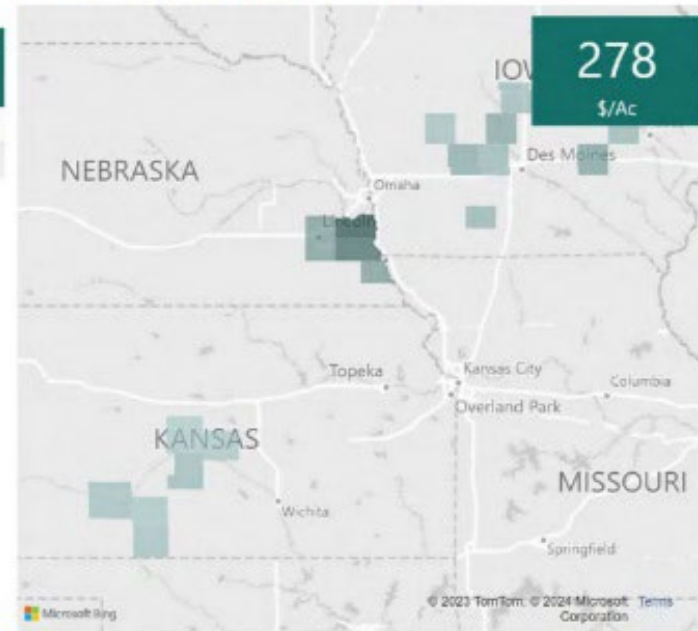 278
$/Ac
IOW
Des Moines
NEBRASKA
Omaha
Lincoln
Topeka
Kansas City
Columbia
Overland Park
KANSAS
MISSOURI
Wichita
Springfield
Microsoft Bing
© 2023 TomTom, © 2024 Microsoft Corporation
Terms